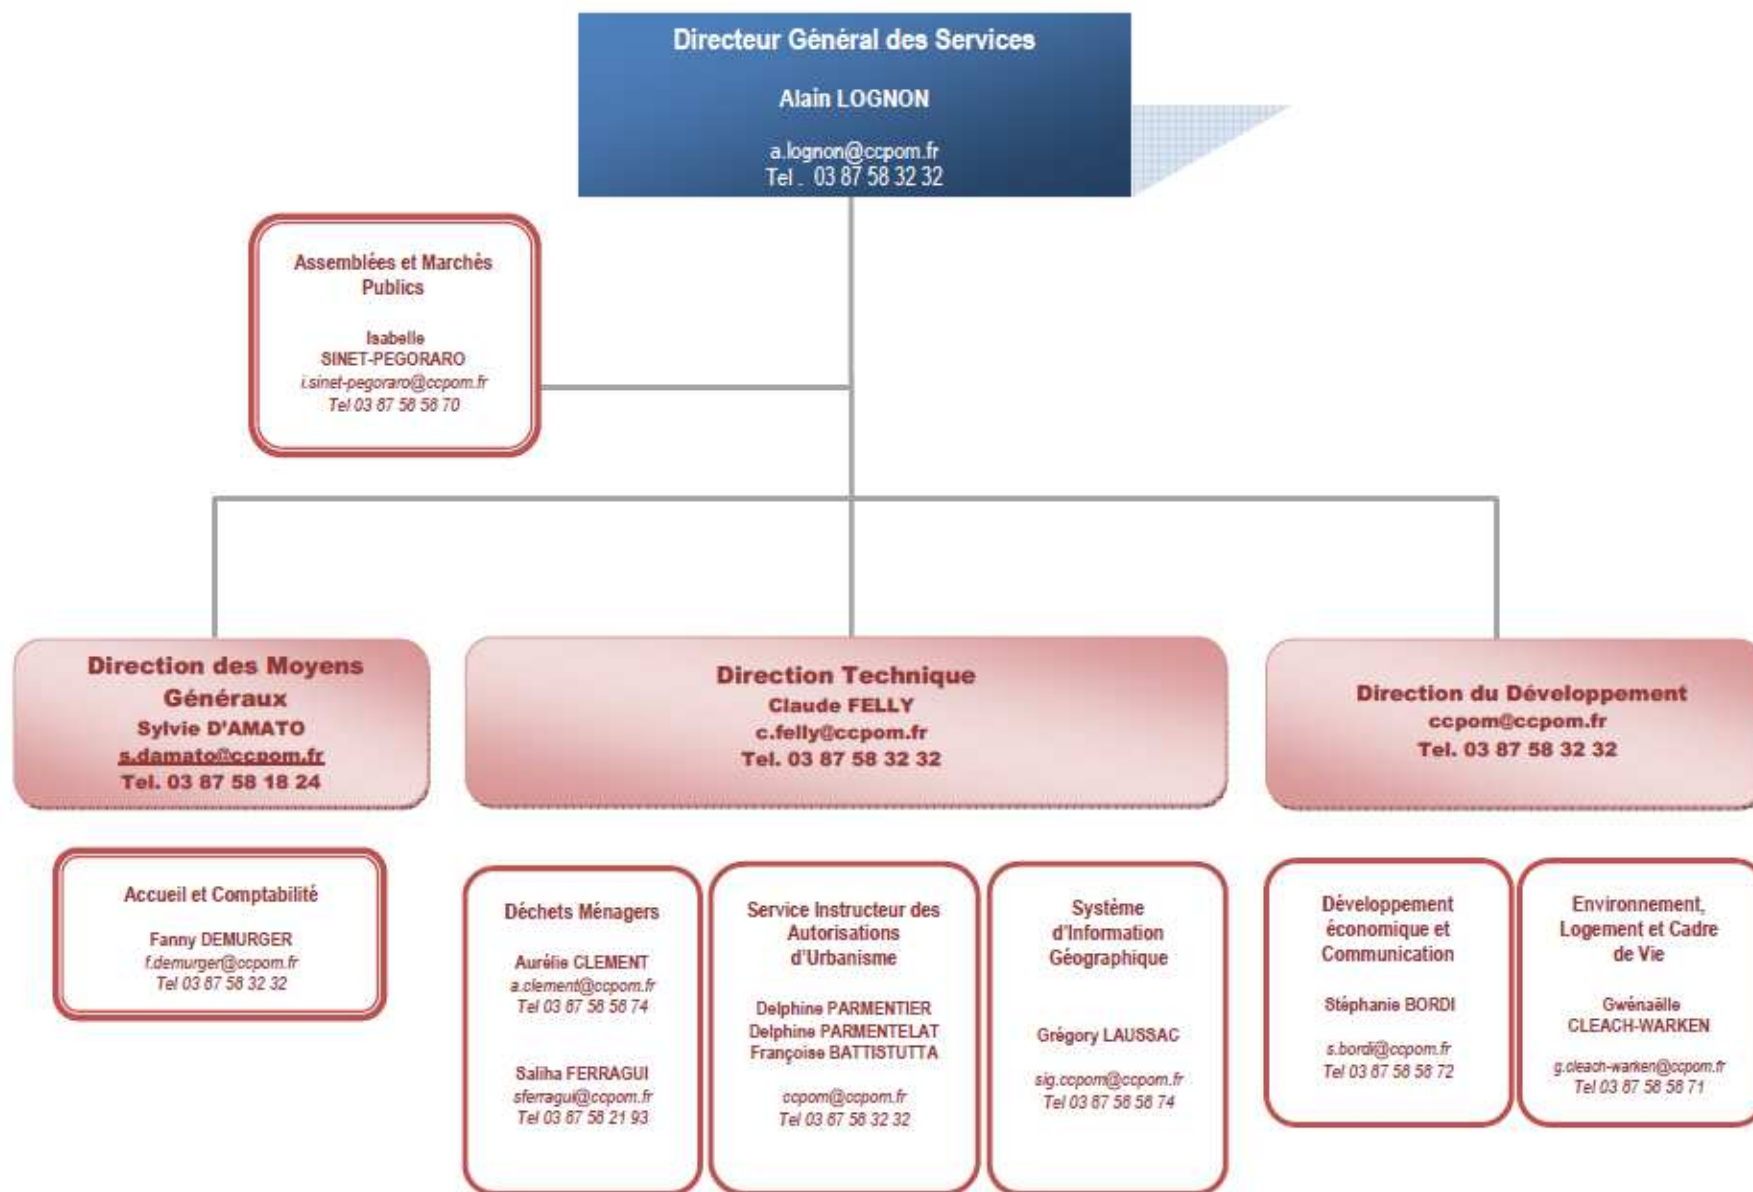 Directeur Général des Services
Alain LOGNON
a.lognon@ccpom.fr
Tel . 03 87 58 32 32
Assemblées et Marchés
Publics
Isabelle
SINET-PEGORARO
i.sinet-pegoraro@ccpom.fr
Tel 03 87 58 58 70
Direction des Moyens
Généraux
Sylvie D'AMATO
s.damato@ccpom.fr
Tel. 03 87 58 18 24
Direction Technique
Claude FELLY
c.felly@ccpom.fr
Tel. 03 87 58 32 32
Direction du Développement
ccpom@ccpom.fr
Tel. 03 87 58 32 32
Accueil et Comptabilité
Fanny DEMURGER
f.demurger@ccpom.fr
Tel 03 87 58 32 32
Déchets Ménagers
Aurélie CLEMENT
a.clement@ccpom.fr
Tel 03 87 58 58 74
Saliha FERRAGUI
sferragui@ccpom.fr
Tel 03 87 58 21 93
Service Instructeur des
Autorisations
d'Urbanisme
Delphine PARMENTIER
Delphine PARMENTELAT
Françoise BATTISTUTTA
ccpom@ccpom.fr
Tel 03 87 58 32 32
Système
d'Information
Géographique
Grégory LAUSSAC
sig.ccpom@ccpom.fr
Tel 03 87 58 58 74
Développement
économique et
Communication
Stéphanie BORDI
s.bordi@ccpom.fr
Tel 03 87 58 58 72
Environnement,
Logement et Cadre
de Vie
Gwénaëlle
CLEACH-WARKEN
g.cleach-warken@ccpom.fr
Tel 03 87 58 58 71